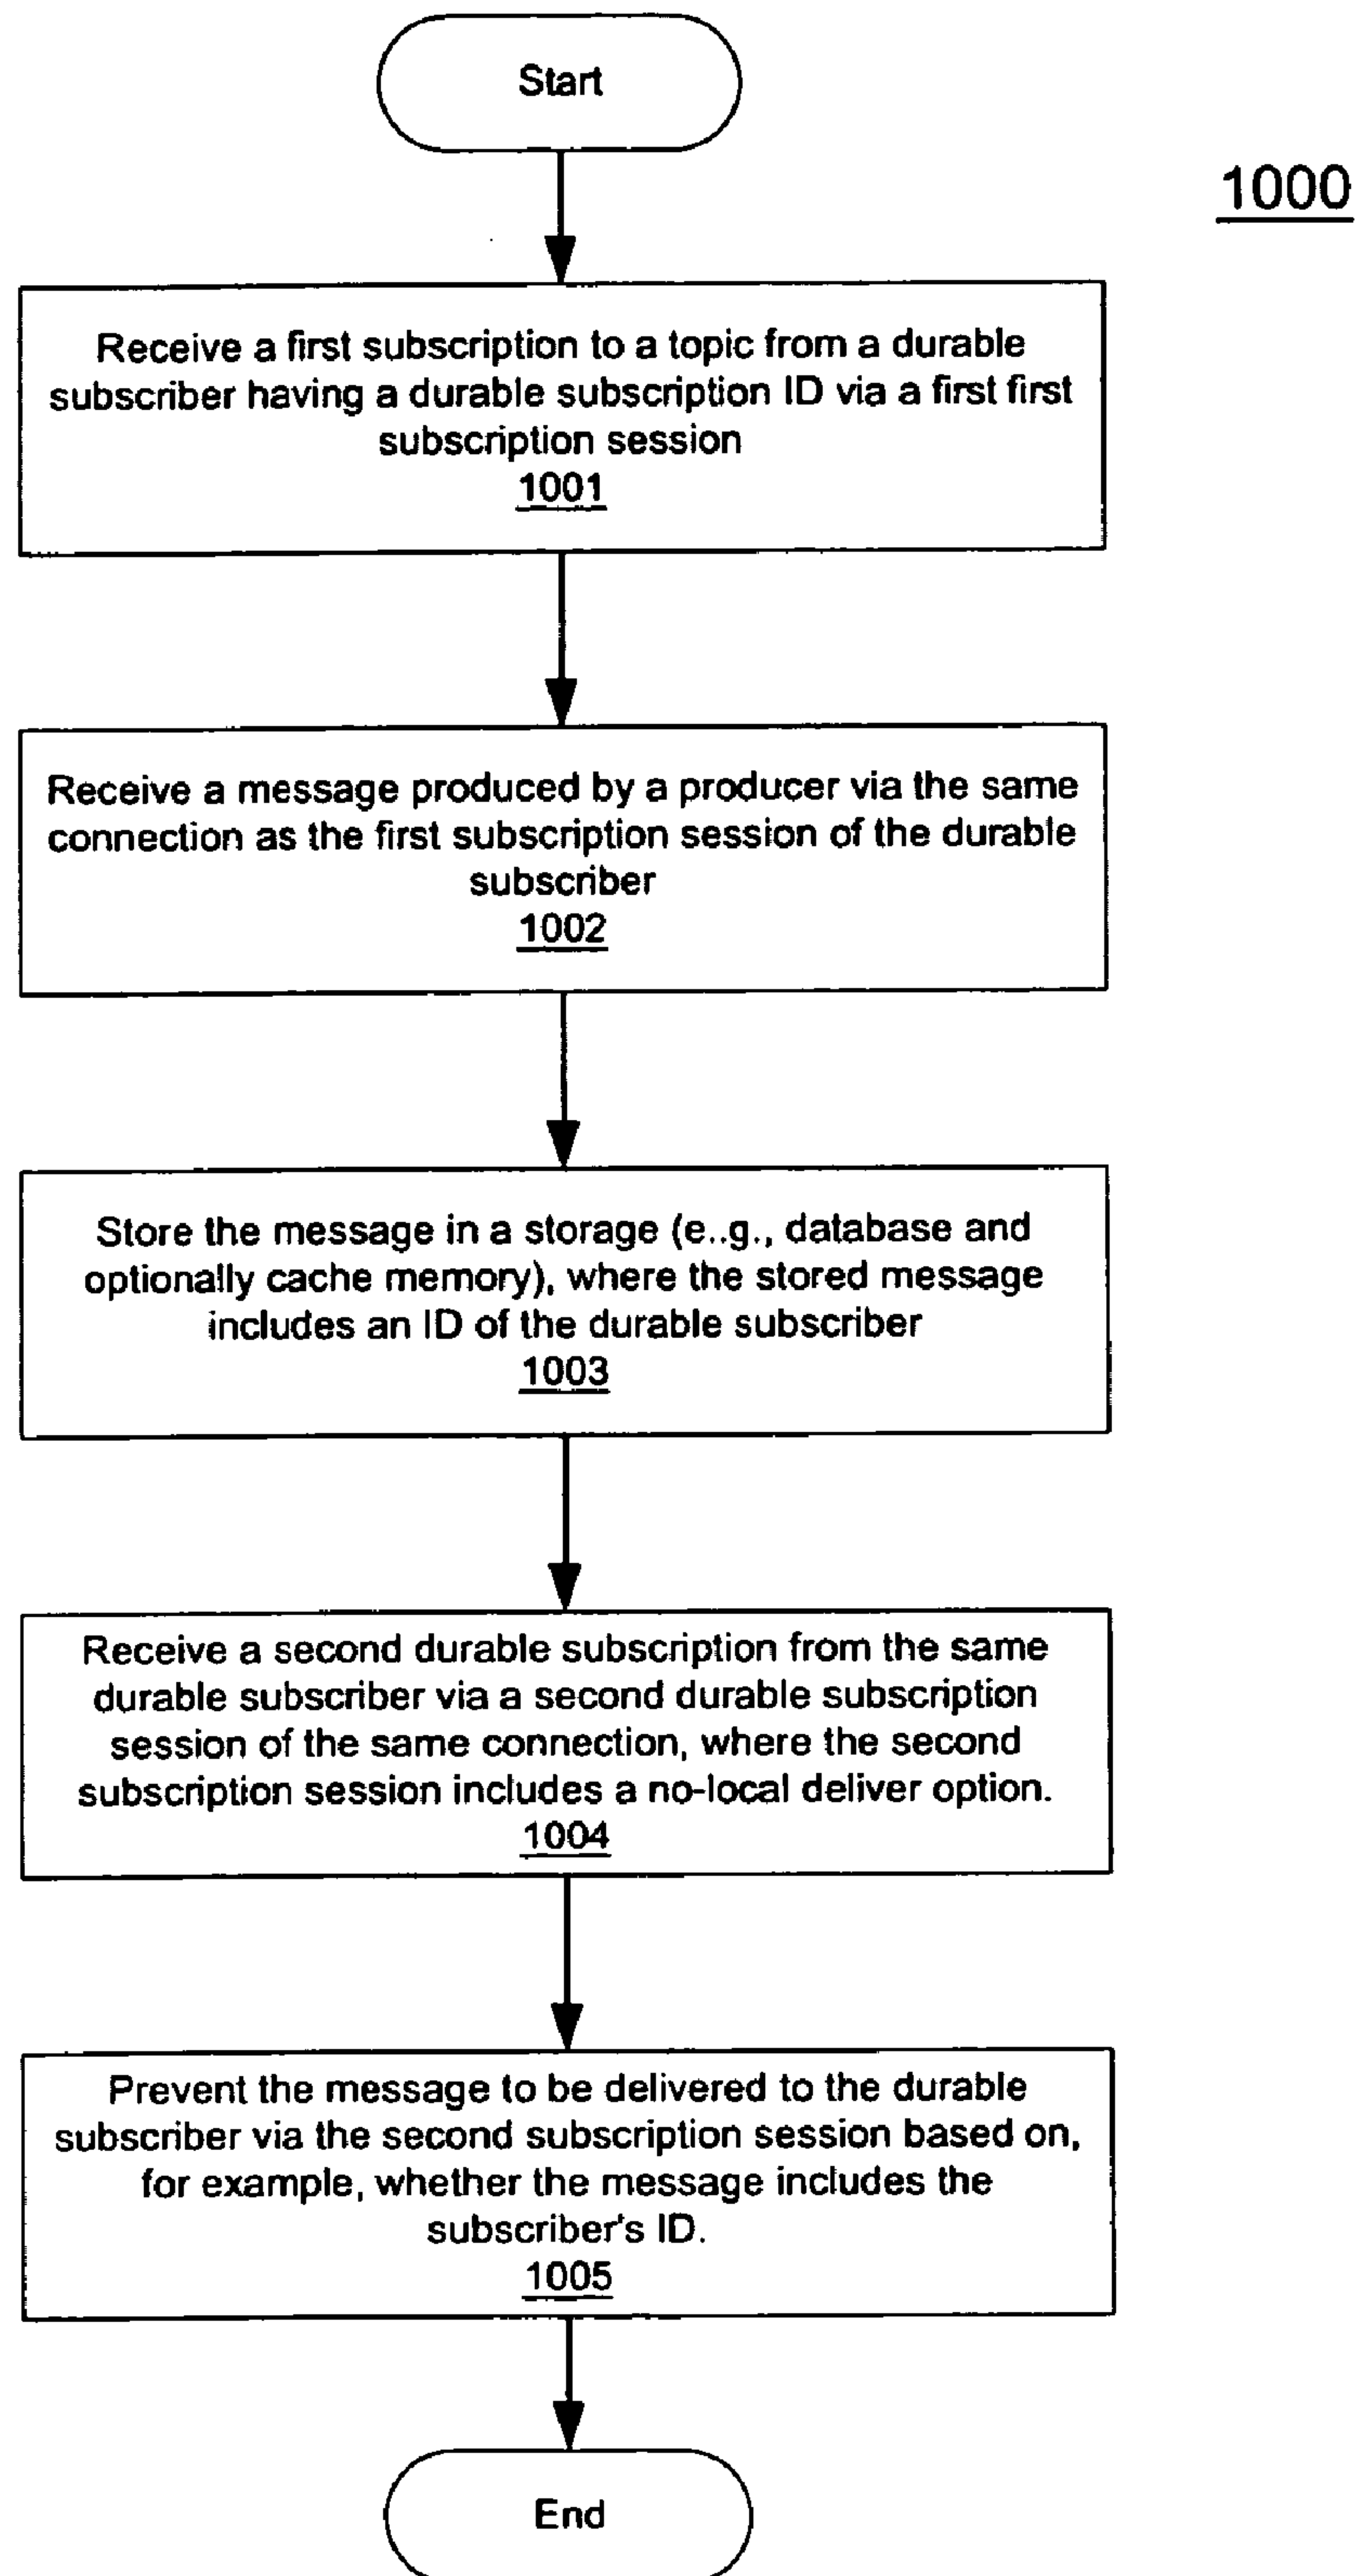 Start
1000
Receive a first subscription to a topic from a durable
subscriber having a durable subscription ID via a first first
subscription session
1001
Receive a message produced by a producer via the same
connection as the first subscription session of the durable
subscriber
1002
Store the message in a storage (e..g., database and
optionally cache memory), where the stored message
includes an ID of the durable subscriber
1003
Receive a second durable subscription from the same
durable subscriber via a second durable subscription
session of the same connection, where the second
subscription session includes a no-local deliver option.
1004
Prevent the message to be delivered to the durable
subscriber via the second subscription session based on,
for example, whether the message includes the
subscriber's ID.
1005
End